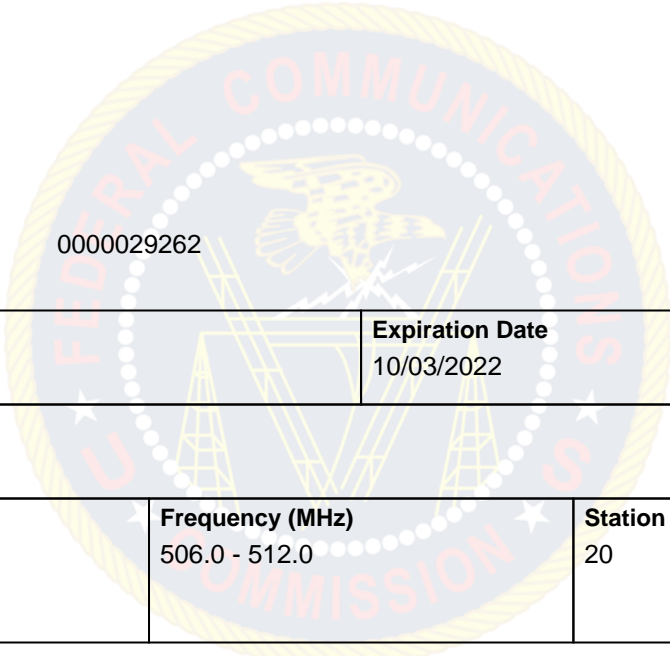 FEDERAL COMMUNICATIONS
COMMISSION
U S
0000029262
Expiration Date
10/03/2022
Frequency (MHz) Station
506.0 - 512.0 20